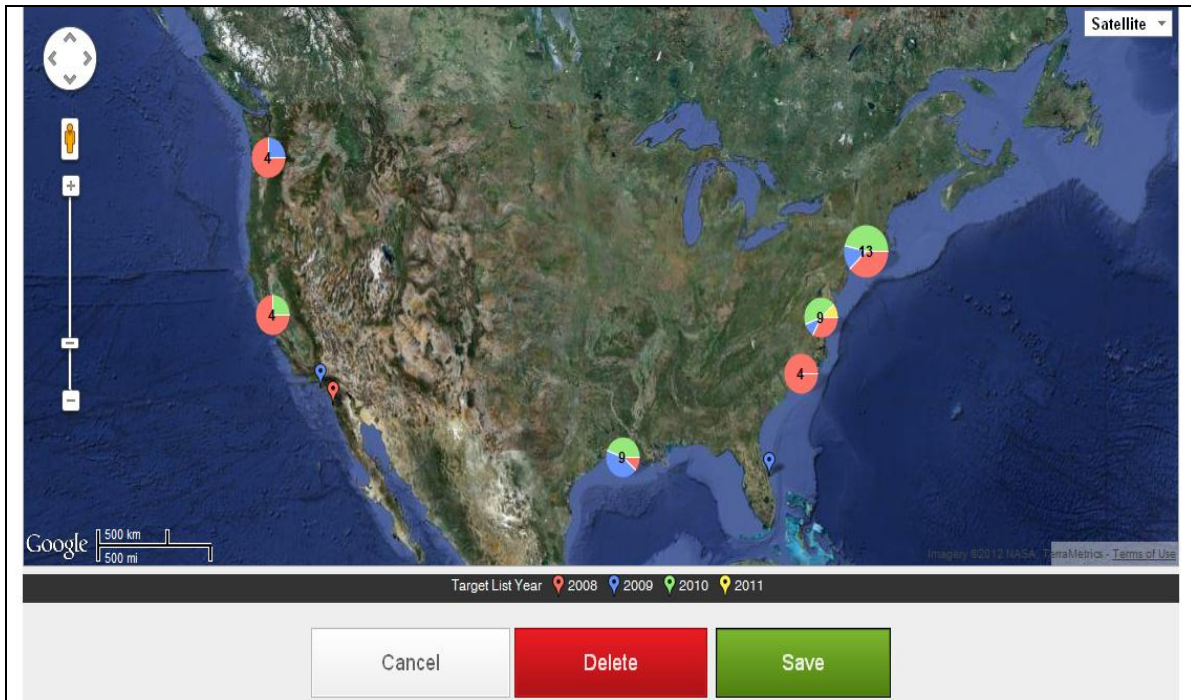 Satellite
4
13
4
9
4
9
Google
500 km
500 mi
Imagery ©2012 NASA, TerraMetrics - Terms of Use
Target List Year 2008 2009 2010 2011
Cancel Delete Save